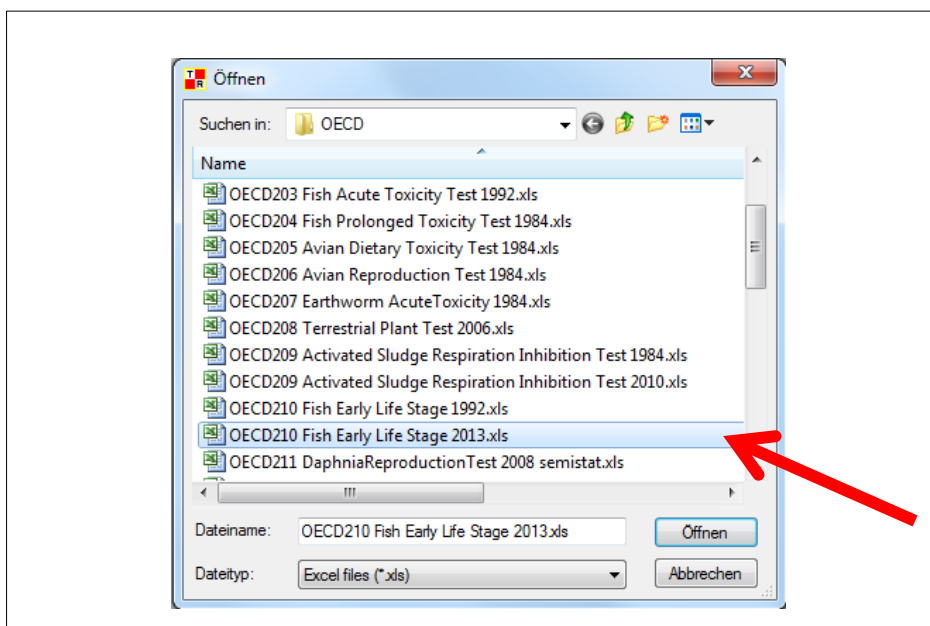 TR Öffnen X
Suchen in: OECD
Name
OECD203 Fish Acute Toxicity Test 1992.xls
OECD204 Fish Prolonged Toxicity Test 1984.xls
OECD205 Avian Dietary Toxicity Test 1984.xls
OECD206 Avian Reproduction Test 1984.xls
OECD207 Earthworm AcuteToxicity 1984.xls
OECD208 Terrestrial Plant Test 2006.xls
OECD209 Activated Sludge Respiration Inhibition Test 1984.xls
OECD209 Activated Sludge Respiration Inhibition Test 2010.xls
OECD210 Fish Early Life Stage 1992.xls
OECD210 Fish Early Life Stage 2013.xls
OECD211 DaphniaReproductionTest 2008 semistat.xls
Dateiname: OECD210 Fish Early Life Stage 2013.xls Öffnen
Dateityp: Excel files (*.xls) Abbrechen